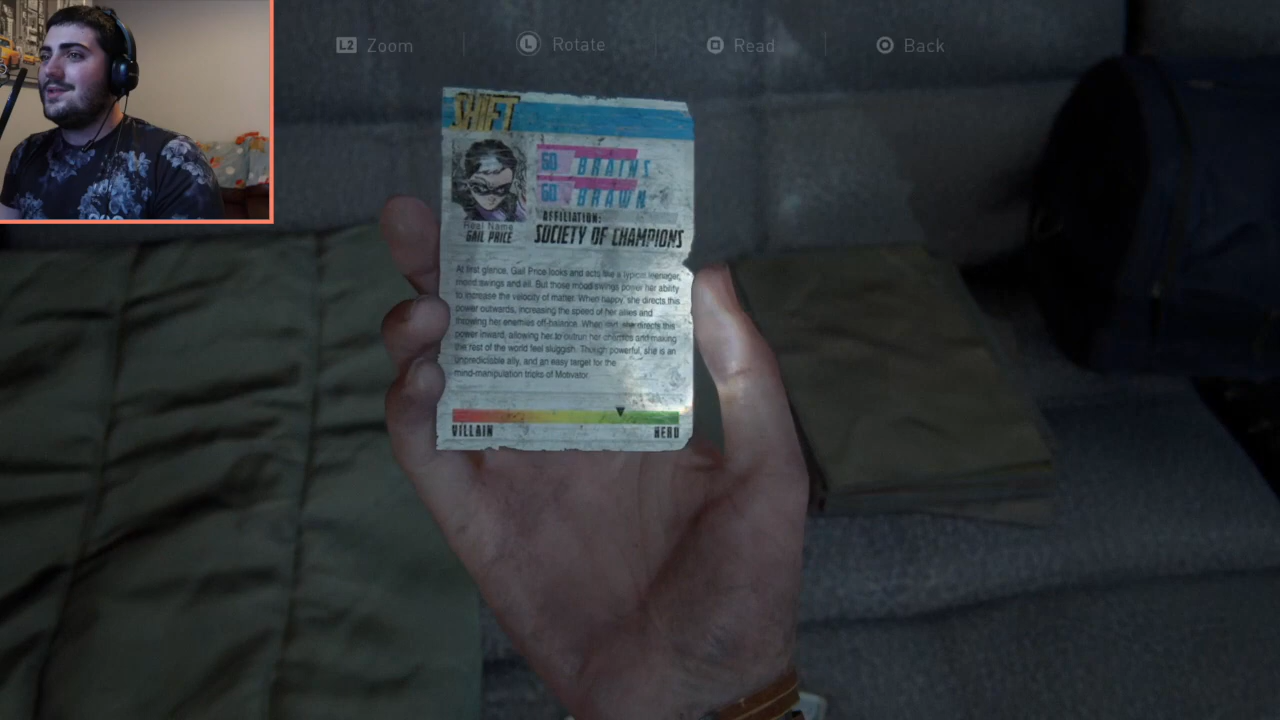 L2 Zoom
L Rotate
Read
Back
SHIFT
60 BRAINS
60 BRAWN
AFFILIATION:
SOCIETY OF CHAMPIONS
Real Name
GAIL PRICE
At first glance, Gail Price looks and acts like a typical teenager,
mood swings and all. But those mood swings power her ability
to increase the velocity of matter. When happy, she directs this
power outwards, increasing the speed of her allies and
throwing her enemies off-balance. When hurt, she directs this
power inward, allowing her to outrun her enemies and making
the rest of the world feel sluggish. Though powerful, she is an
unpredictable ally, and an easy target for the
mind-manipulation tricks of Motivator.
VILLAIN
HERO